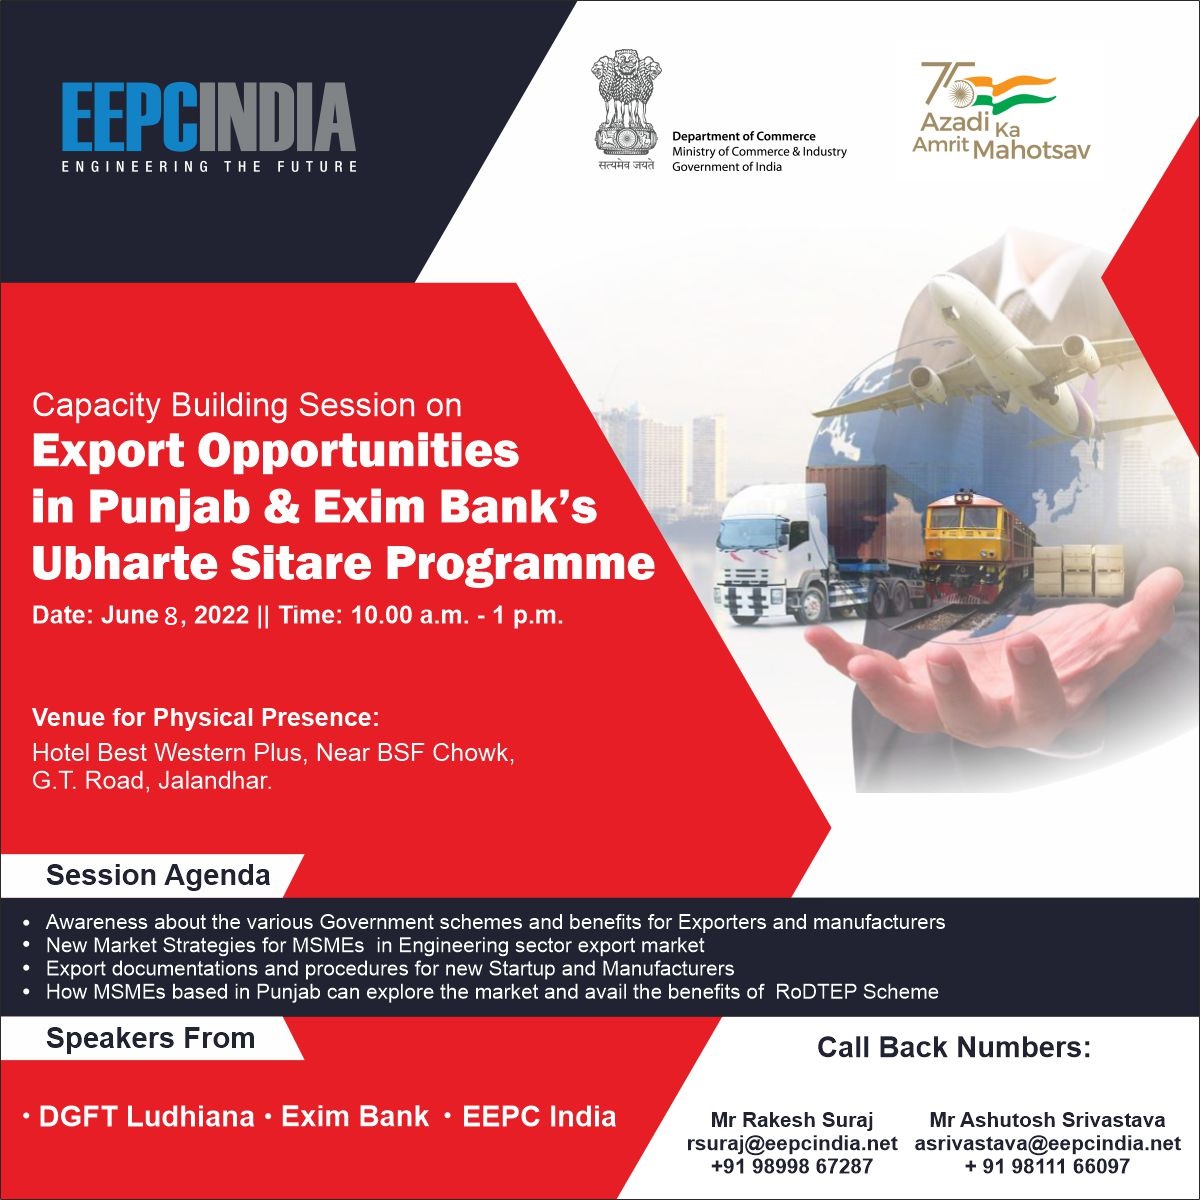 EEPCINDIA
ENGINEERING THE FUTURE
सत्यमेव जयते
Department of Commerce
Ministry of Commerce & Industry
Government of India
75
Azadi Ka
Amrit Mahotsav
Capacity Building Session on
Export Opportunities
in Punjab & Exim Bank's
Ubharte Sitare Programme
Date: June 8, 2022 || Time: 10.00 a.m. - 1 p.m.
Venue for Physical Presence:
Hotel Best Western Plus, Near BSF Chowk,
G.T. Road, Jalandhar.
Session Agenda
• Awareness about the various Government schemes and benefits for Exporters and manufacturers
• New Market Strategies for MSMEs in Engineering sector export market
• Export documentations and procedures for new Startup and Manufacturers
• How MSMEs based in Punjab can explore the market and avail the benefits of RoDTEP Scheme
Speakers From
• DGFT Ludhiana • Exim Bank • EEPC India
Call Back Numbers:
Mr Rakesh Suraj
rsuraj@eepcindia.net
+91 98998 67287
Mr Ashutosh Srivastava
asrivastava@eepcindia.net
+ 91 98111 66097